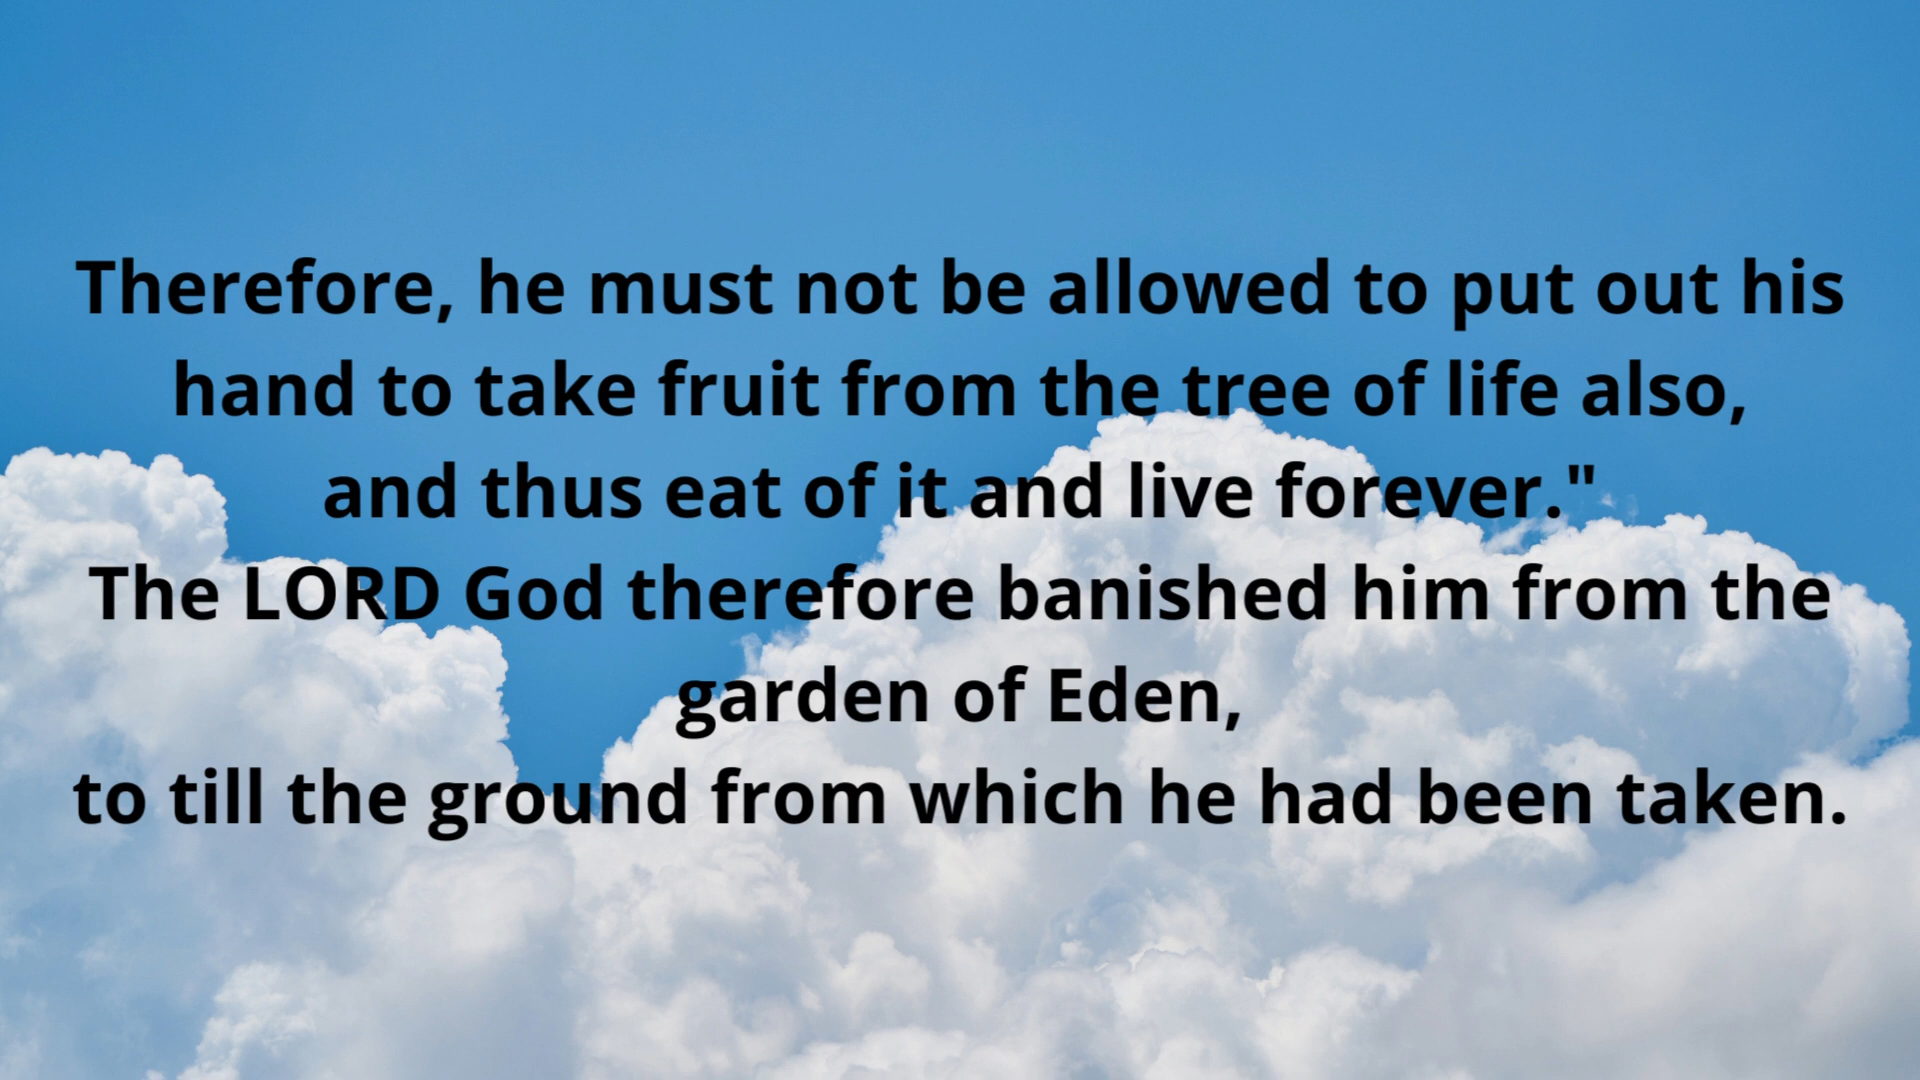 Therefore, he must not be allowed to put out his
hand to take fruit from the tree of life also,
and thus eat of it and live forever."
The LORD God therefore banished him from the
garden of Eden,
to till the ground from which he had been taken.